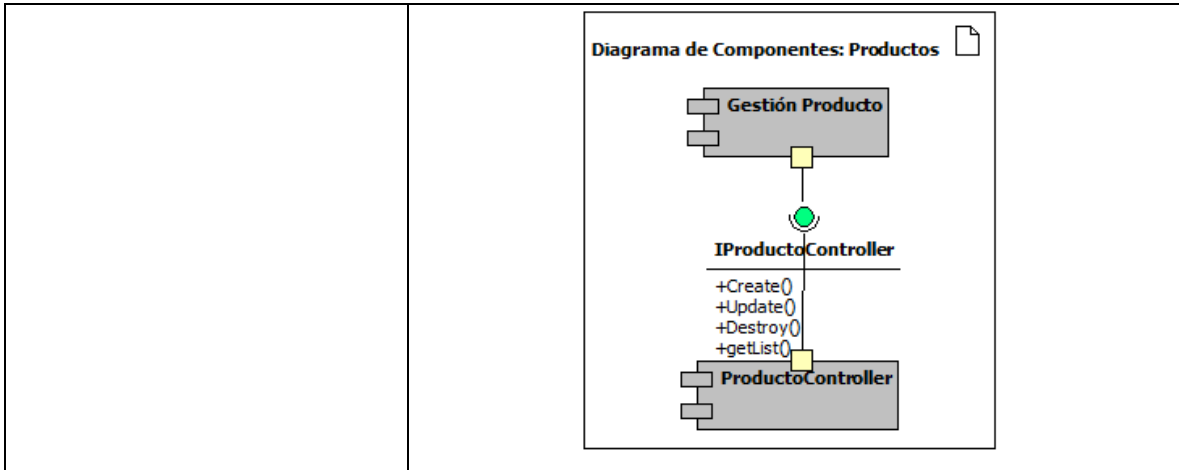 Diagrama de Componentes: Productos
Gestión Producto
IProductoController
+Create()
+Update()
+Destroy()
+getList()
ProductoController